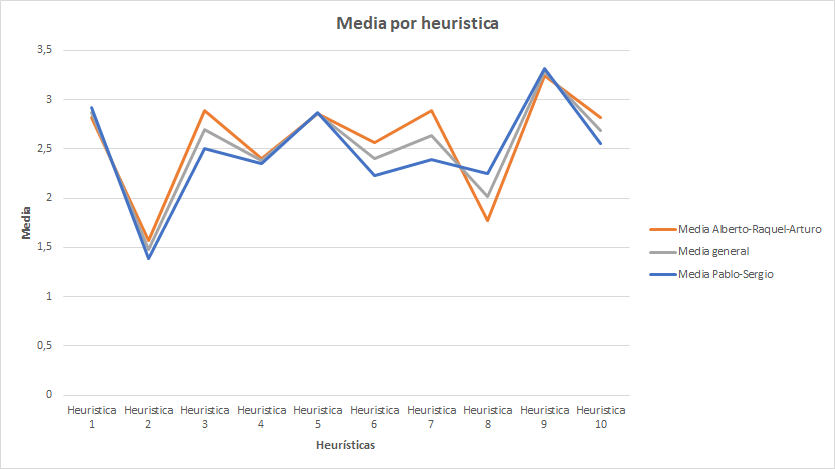 Media por heuristica
3,5
3
2,5
2
1,5
1
0,5
0
Media
Heuristica 1
Heuristica 2
Heuristica 3
Heuristica 4
Heuristica 5
Heuristica 6
Heuristica 7
Heuristica 8
Heuristica 9
Heuristica 10
Heurísticas
Media Alberto-Raquel-Arturo
Media general
Media Pablo-Sergio